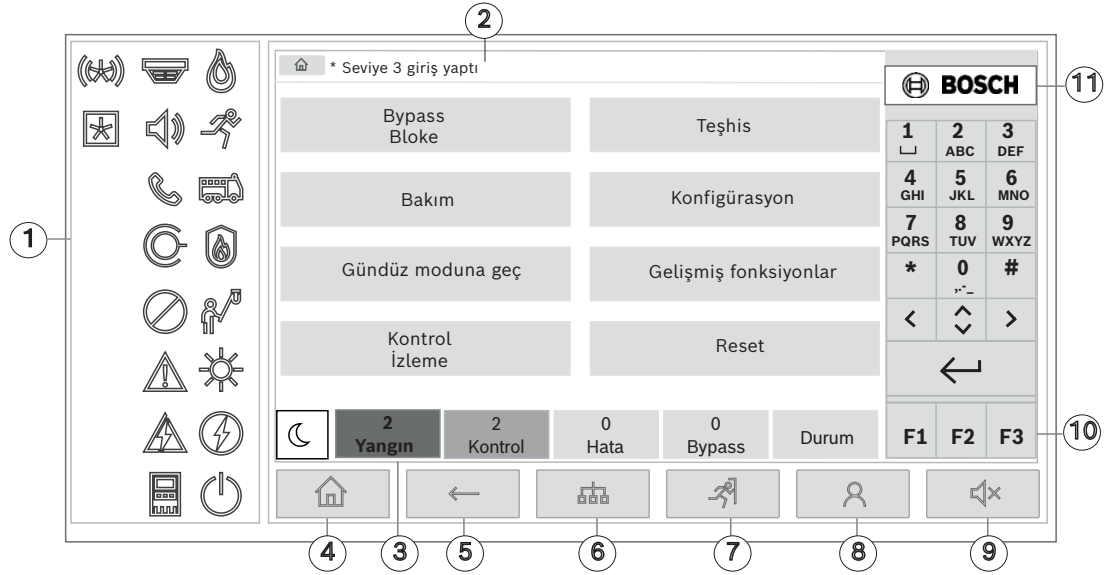 2
* Seviye 3 giriş yaptı
BOSCH
11
Bypass
Bloke
Teşhis
1
2
ABC
3
DEF
Bakım
Konfigürasyon
4
GHI
5
JKL
6
MNO
1
7
PQRS
8
TUV
9
WXYZ
Gündüz moduna geç
Gelişmiş fonksiyonlar
*
0
,.-_
#
Kontrol
İzleme
Reset
< >
2
Yangın
2
Kontrol
0
Hata
0
Bypass
Durum
F1 F2 F3
10
4 3 5 6 7 8 9